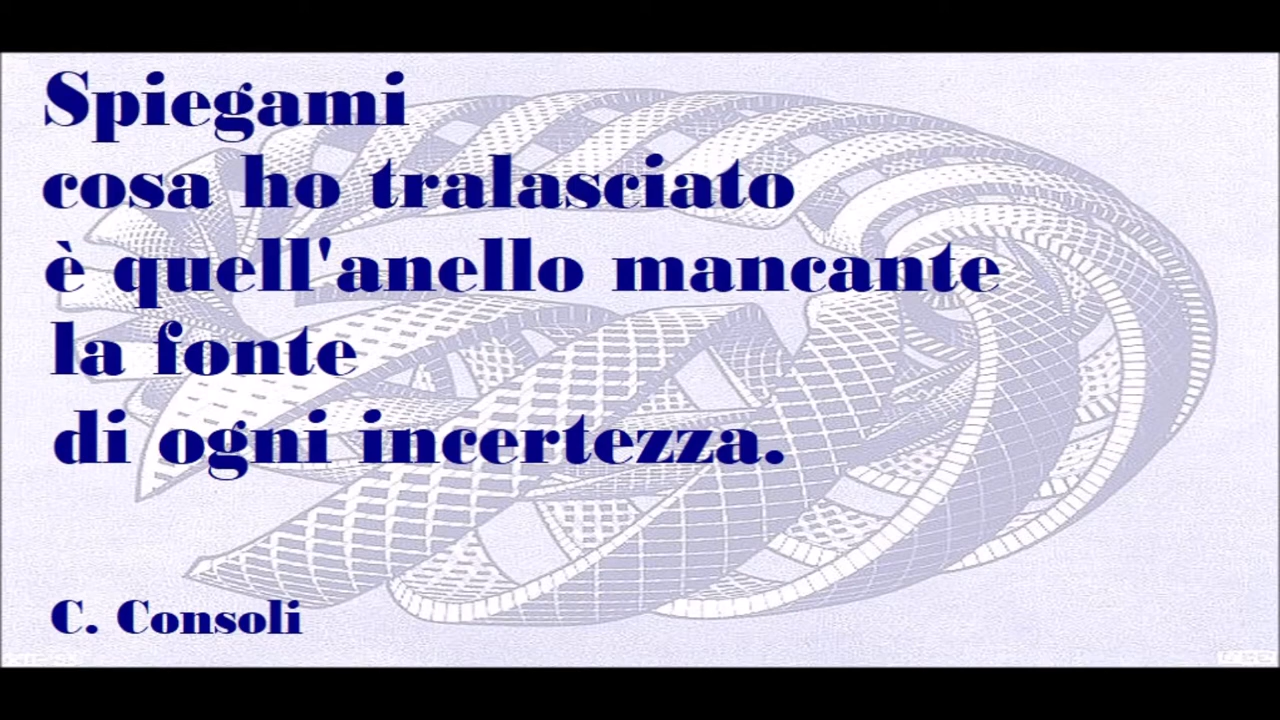 Spiegami
cosa ho tralasciato
è quell'anello mancante
la fonte
di ogni incertezza.
C. Consoli